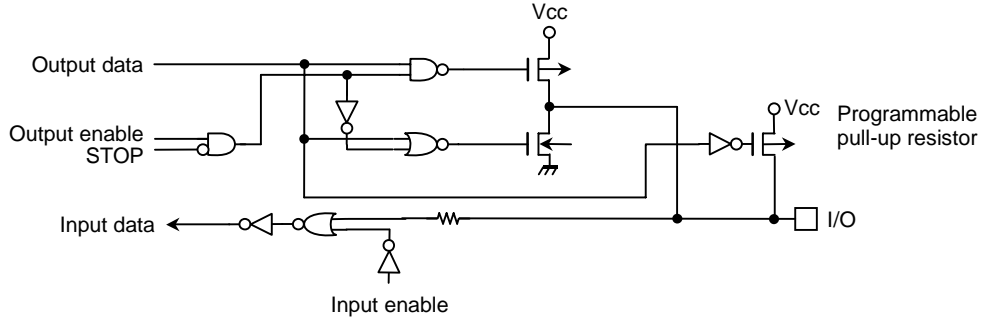 Vcc
Output data
Vcc
Programmable
pull-up resistor
Output enable
STOP
Input data
I/O
Input enable